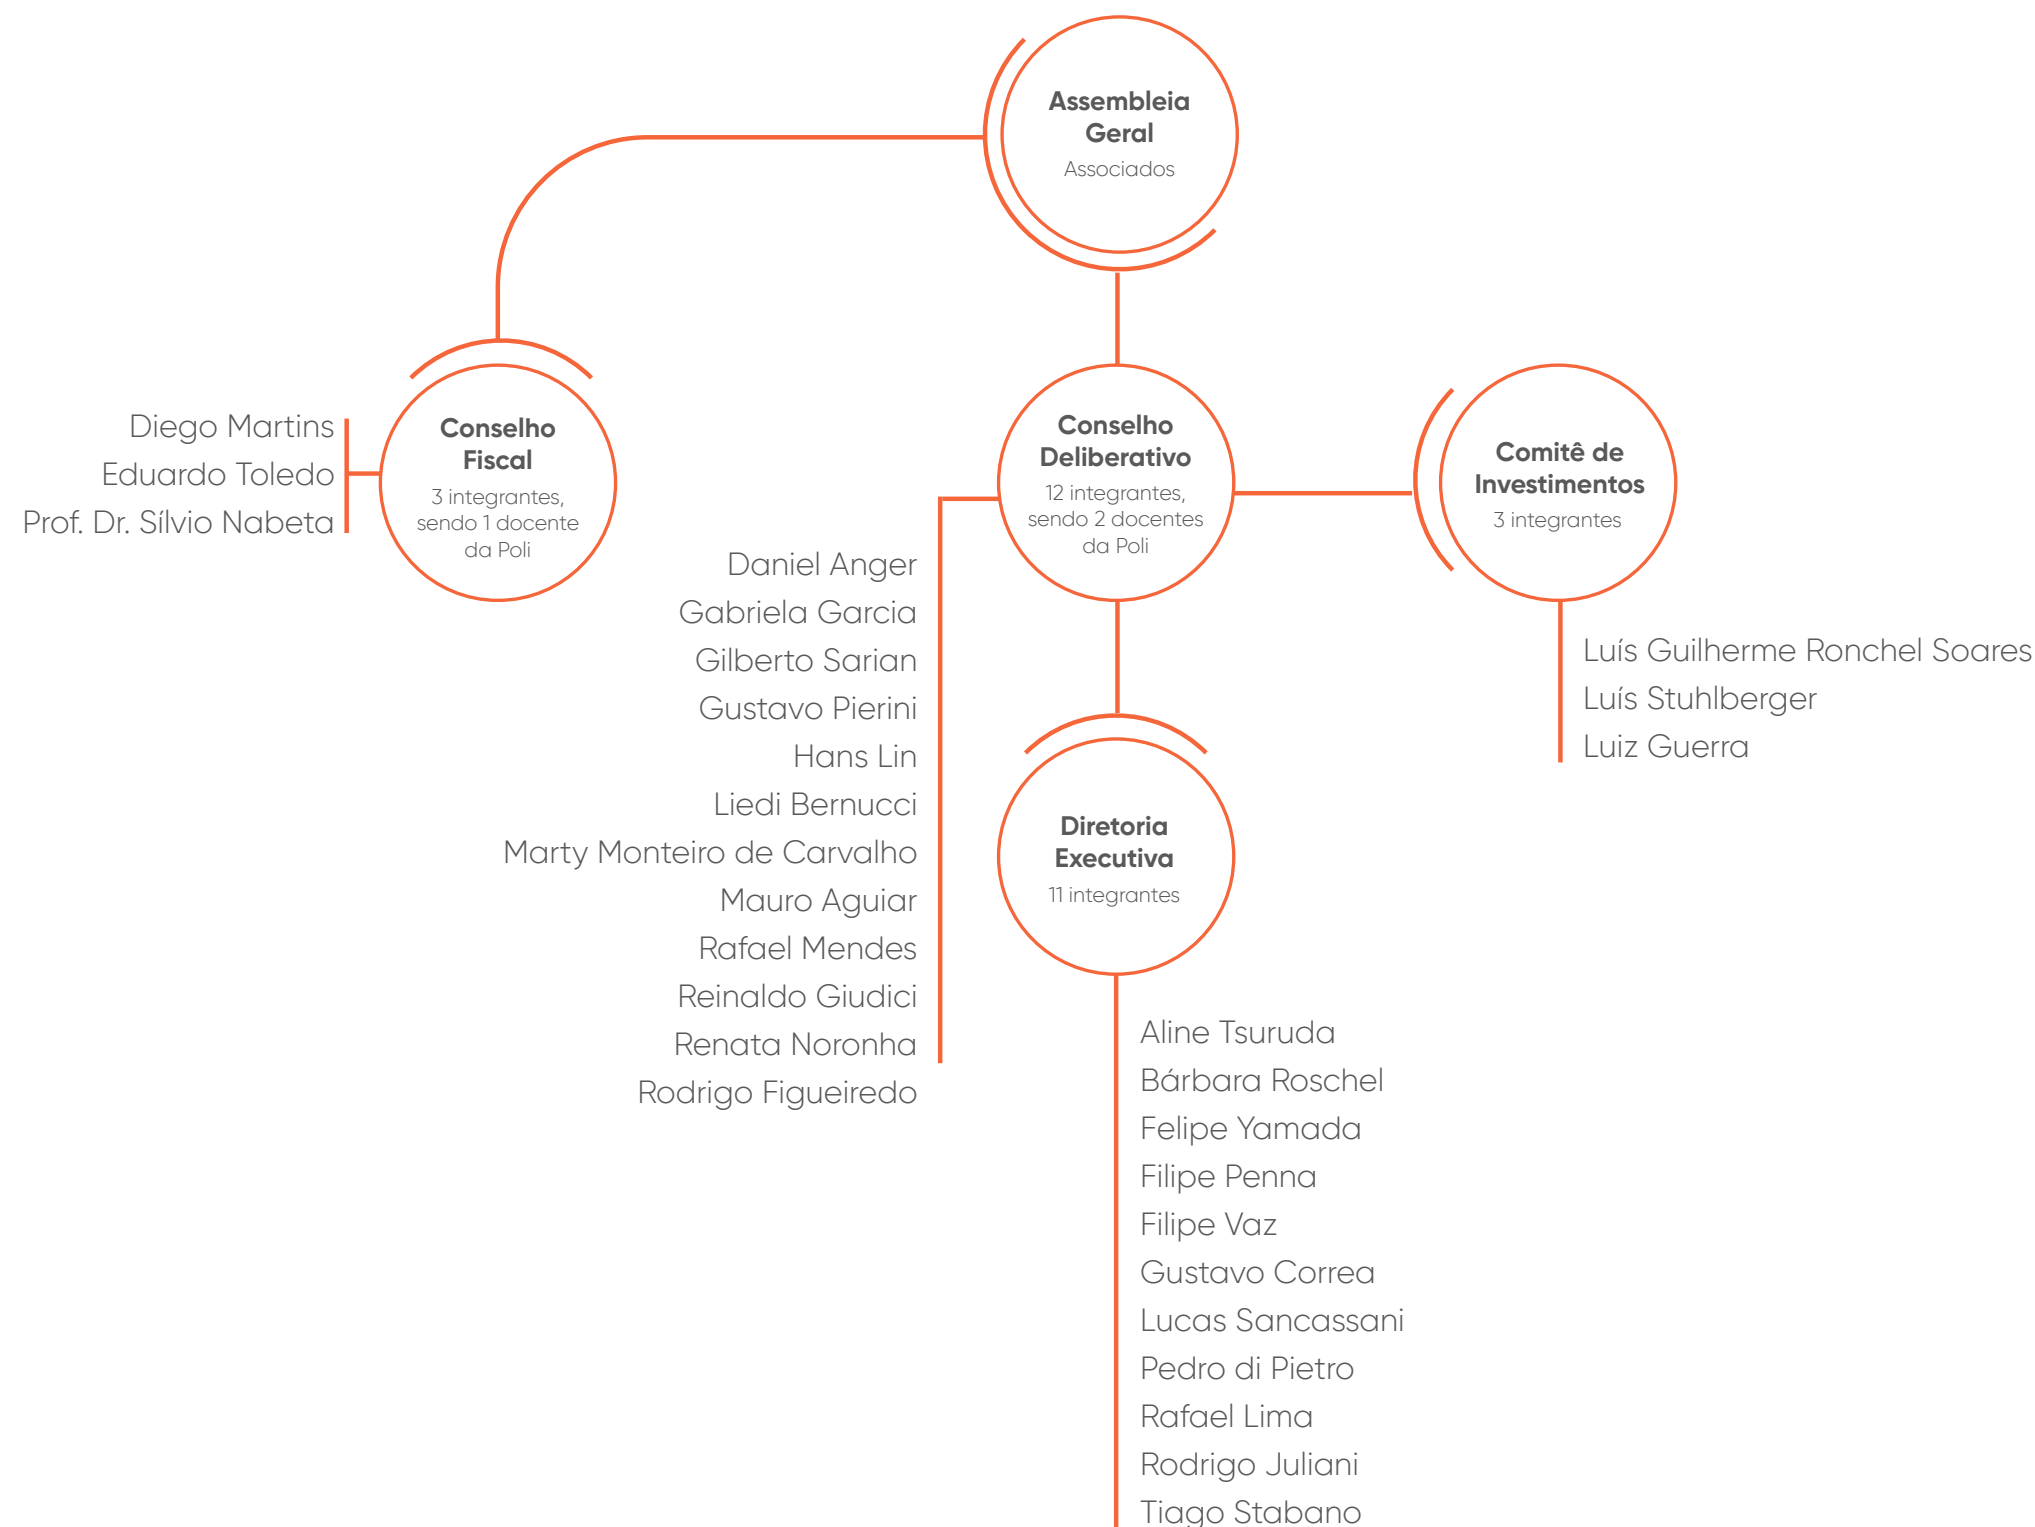 Assembleia
Geral
Associados
Conselho
Fiscal
3 integrantes,
sendo 1 docente
da Poli
Diego Martins
Eduardo Toledo
Prof. Dr. Sílvio Nabeta
Conselho
Deliberativo
12 integrantes,
sendo 2 docentes
da Poli
Daniel Anger
Gabriela Garcia
Gilberto Sarian
Gustavo Pierini
Hans Lin
Liedi Bernucci
Marty Monteiro de Carvalho
Mauro Aguiar
Rafael Mendes
Reinaldo Giudici
Renata Noronha
Rodrigo Figueiredo
Comitê de
Investimentos
3 integrantes
Luís Guilherme Ronchel Soares
Luís Stuhlberger
Luiz Guerra
Diretoria
Executiva
11 integrantes
Aline Tsuruda
Bárbara Roschel
Felipe Yamada
Filipe Penna
Filipe Vaz
Gustavo Correa
Lucas Sancassani
Pedro di Pietro
Rafael Lima
Rodrigo Juliani
Tiago Stabano